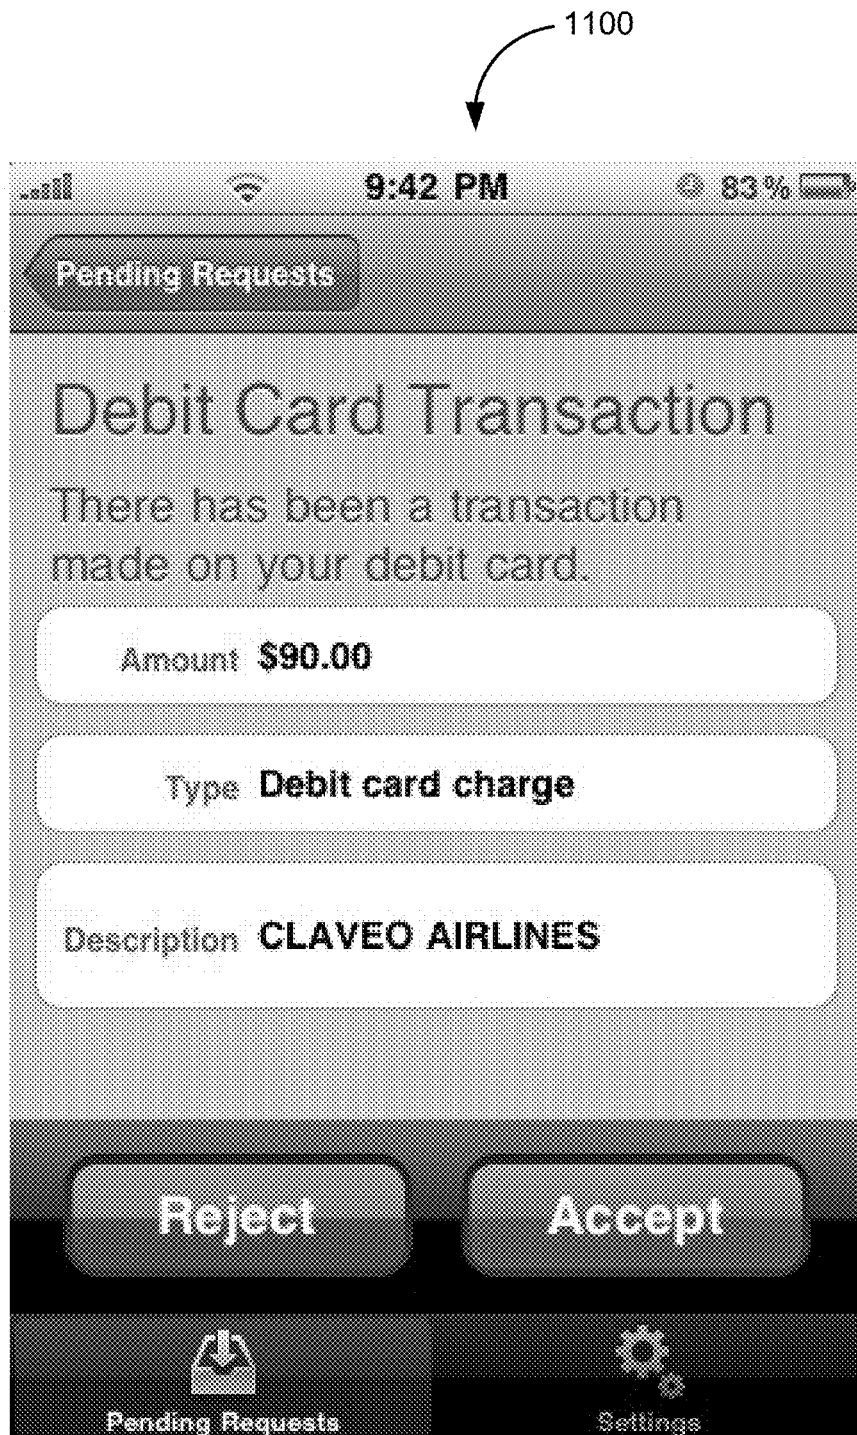 1100
9:42 PM 83%
Pending Requests
Debit Card Transaction
There has been a transaction
made on your debit card.
Amount $90.00
Type Debit card charge
Description CLAVEO AIRLINES
Reject Accept
Pending Requests Settings